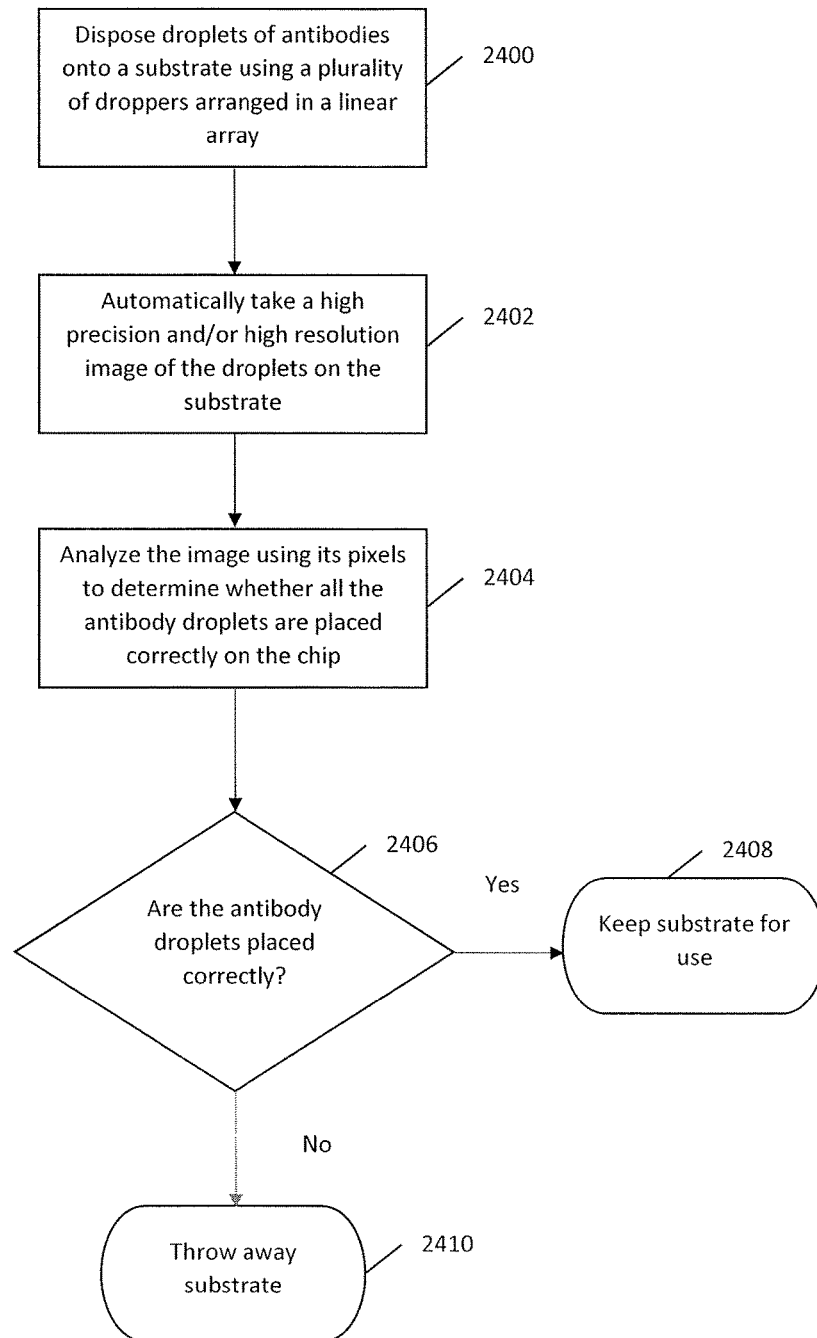 Dispose droplets of antibodies
onto a substrate using a plurality
of droppers arranged in a linear
array
2400
Automatically take a high
precision and/or high resolution
image of the droplets on the
substrate
2402
Analyze the image using its pixels
to determine whether all the
antibody droplets are placed
correctly on the chip
2404
2406
Are the antibody
droplets placed
correctly?
Yes
2408
Keep substrate for
use
No
Throw away
substrate
2410